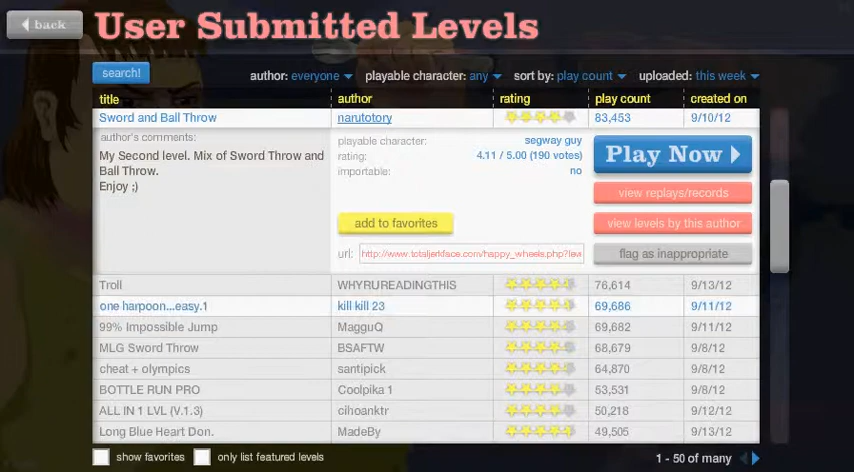 back
User Submitted Levels
search!
author: everyone playable character: any sort by: play count uploaded: this week
title author rating play count created on
Sword and Ball Throw narutotory 83,453 9/10/12
author's comments:
My Second level. Mix of Sword Throw and
Ball Throw.
Enjoy ;)
playable character: segway guy
rating: 4.11 / 5.00 (190 votes)
importable: no
add to favorites
url: http://www.totaljerkface.com/happy_wheels.php?lev
Play Now
view replays/records
view levels by this author
flag as inappropriate
Troll WHYRUREADINGTHIS 76,614 9/13/12
one harpoon...easy.1 kill kill 23 69,686 9/11/12
99% Impossible Jump MagguQ 69,682 9/11/12
MLG Sword Throw BSAFTW 68,679 9/8/12
cheat + olympics santipick 64,870 9/8/12
BOTTLE RUN PRO Coolpika 1 53,531 9/8/12
ALL IN 1 LVL (V.1.3) cihoanktr 50,218 9/12/12
Long Blue Heart Don. MadeBy 49,505 9/13/12
show favorites only list featured levels 1 - 50 of many